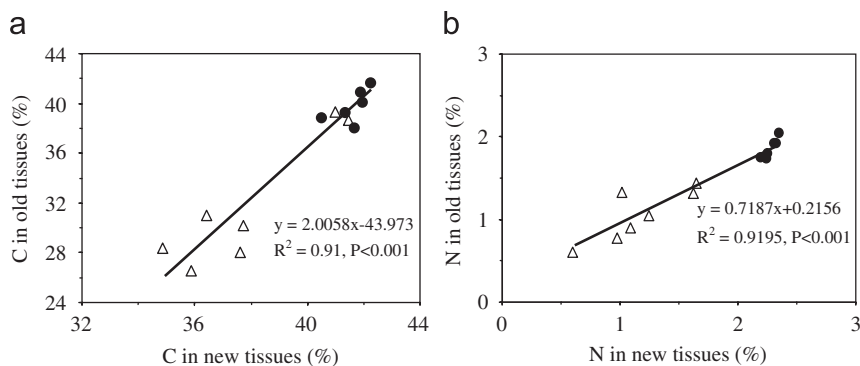 a
44
40
36
32
28
24
C in old tissues (%)
y = 2.0058x-43.973
R² = 0.91, P<0.001
32
36
40
44
C in new tissues (%)
b
3
2
1
0
N in old tissues (%)
y = 0.7187x+0.2156
R² = 0.9195, P<0.001
0
1
2
3
N in new tissues (%)